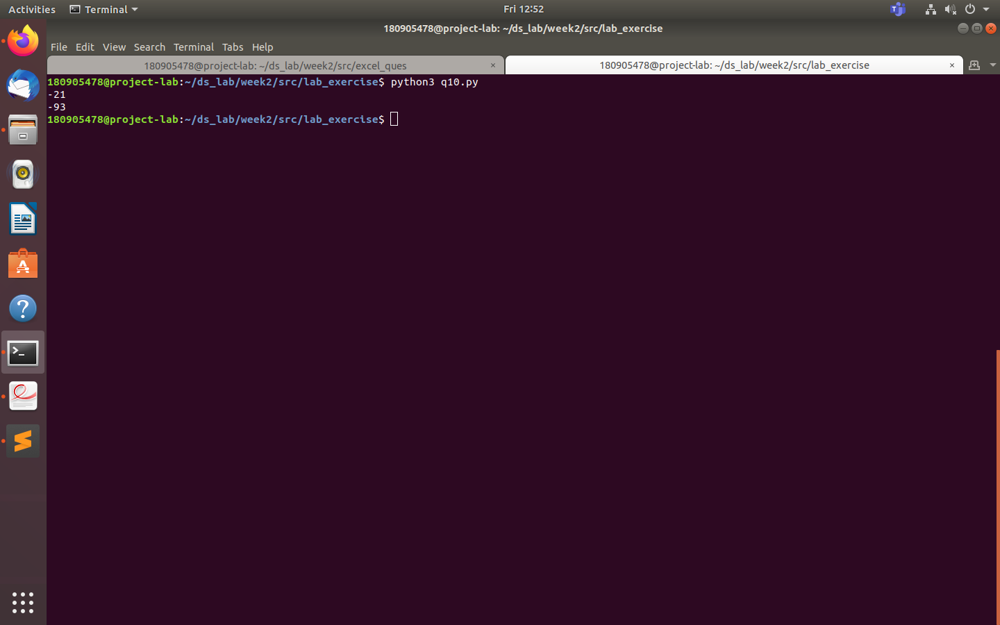 Activities Terminal Fri 12:52
180905478@project-lab: ~/ds_lab/week2/src/lab_exercise
File Edit View Search Terminal Tabs Help
180905478@project-lab: ~/ds_lab/week2/src/excel_ques × 180905478@project-lab: ~/ds_lab/week2/src/lab_exercise ×
180905478@project-lab:~/ds_lab/week2/src/lab_exercise$ python3 q10.py
-21
-93
180905478@project-lab:~/ds_lab/week2/src/lab_exercise$